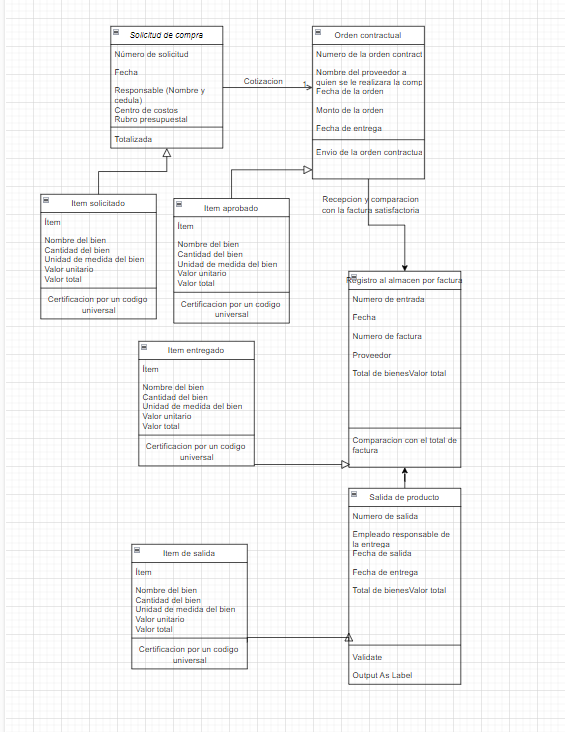 Solicitud de compra
Número de solicitud
Fecha
Responsable (Nombre y
cedula)
Centro de costos
Rubro presupuestal
Totalizada
Cotizacion
1
Orden contractual
Numero de la orden contract
Nombre del proveedor a
quien se le realizara la comp
Fecha de la orden
Monto de la orden
Fecha de entrega
Envio de la orden contractua
Item solicitado
Ítem
Nombre del bien
Cantidad del bien
Unidad de medida del bien
Valor unitario
Valor total
Certificacion por un codigo
universal
Item aprobado
Ítem
Nombre del bien
Cantidad del bien
Unidad de medida del bien
Valor unitario
Valor total
Certificacion por un codigo
universal
Recepcion y comparacion
con la factura satisfactoria
Registro al almacen por factura
Numero de entrada
Fecha
Numero de factura
Proveedor
Total de bienesValor total
Comparacion con el total de
factura
Item entregado
Ítem
Nombre del bien
Cantidad del bien
Unidad de medida del bien
Valor unitario
Valor total
Certificacion por un codigo
universal
Salida de producto
Numero de salida
Empleado responsable de
la entrega
Fecha de salida
Fecha de entrega
Total de bienesValor total
Validate
Output As Label
Item de salida
Ítem
Nombre del bien
Cantidad del bien
Unidad de medida del bien
Valor unitario
Valor total
Certificacion por un codigo
universal